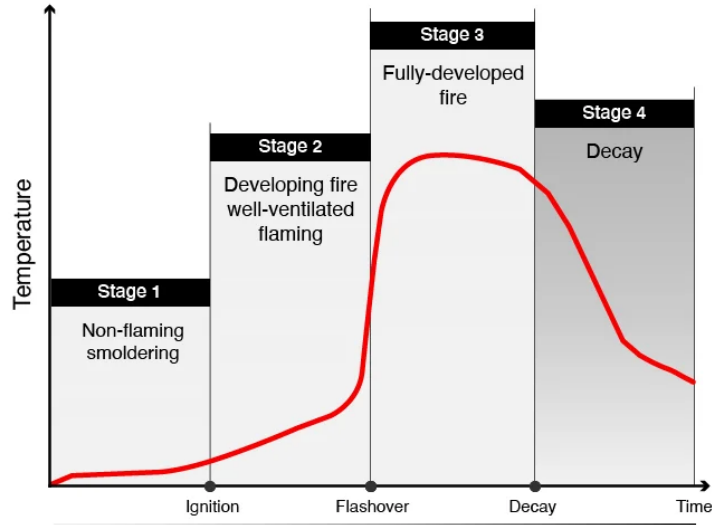 Stage 3
Fully-developed
fire
Stage 4
Decay
Stage 2
Developing fire
well-ventilated
flaming
Stage 1
Non-flaming
smoldering
Temperature
Ignition
Flashover
Decay
Time